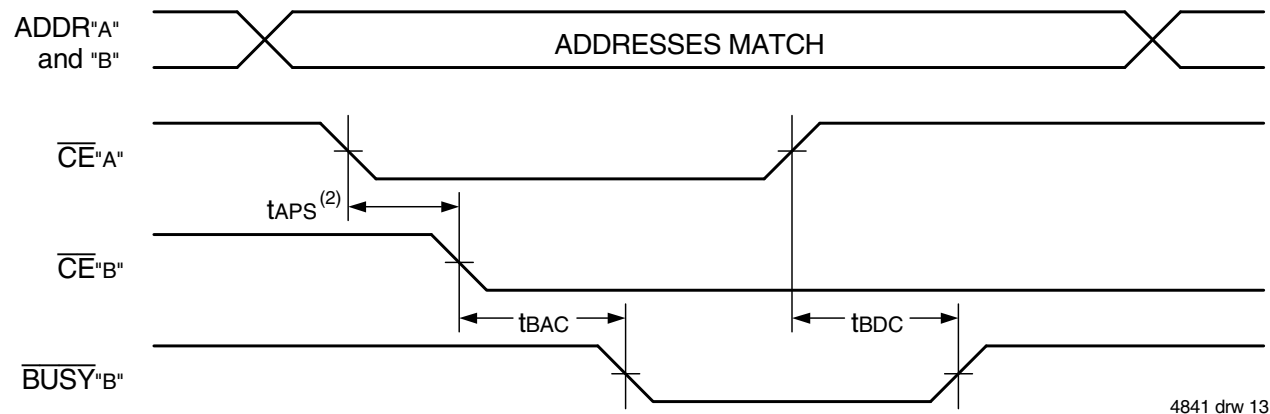 ADDR"A"
and "B"
ADDRESSES MATCH
CE"A"
tAPS(2)
CE"B"
tBAC
tBDC
BUSY"B"
4841 drw 13